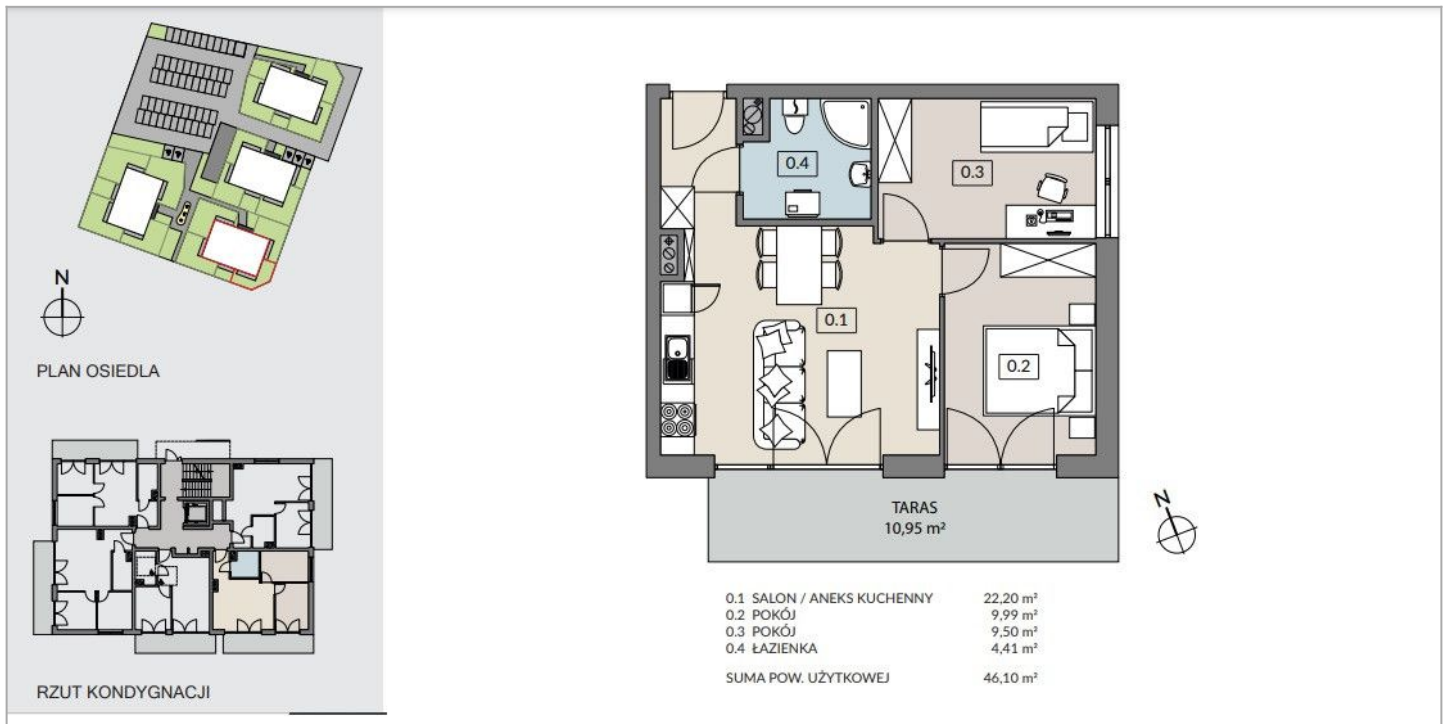 N
PLAN OSIEDLA
RZUT KONDYGNACJI
0.4
0.3
0.1
0.2
TARAS
10,95 m²
N
0.1 SALON / ANEKS KUCHENNY 22,20 m²
0.2 POKÓJ 9,99 m²
0.3 POKÓJ 9,50 m²
0.4 ŁAZIENKA 4,41 m²
SUMA POW. UŻYTKOWEJ 46,10 m²